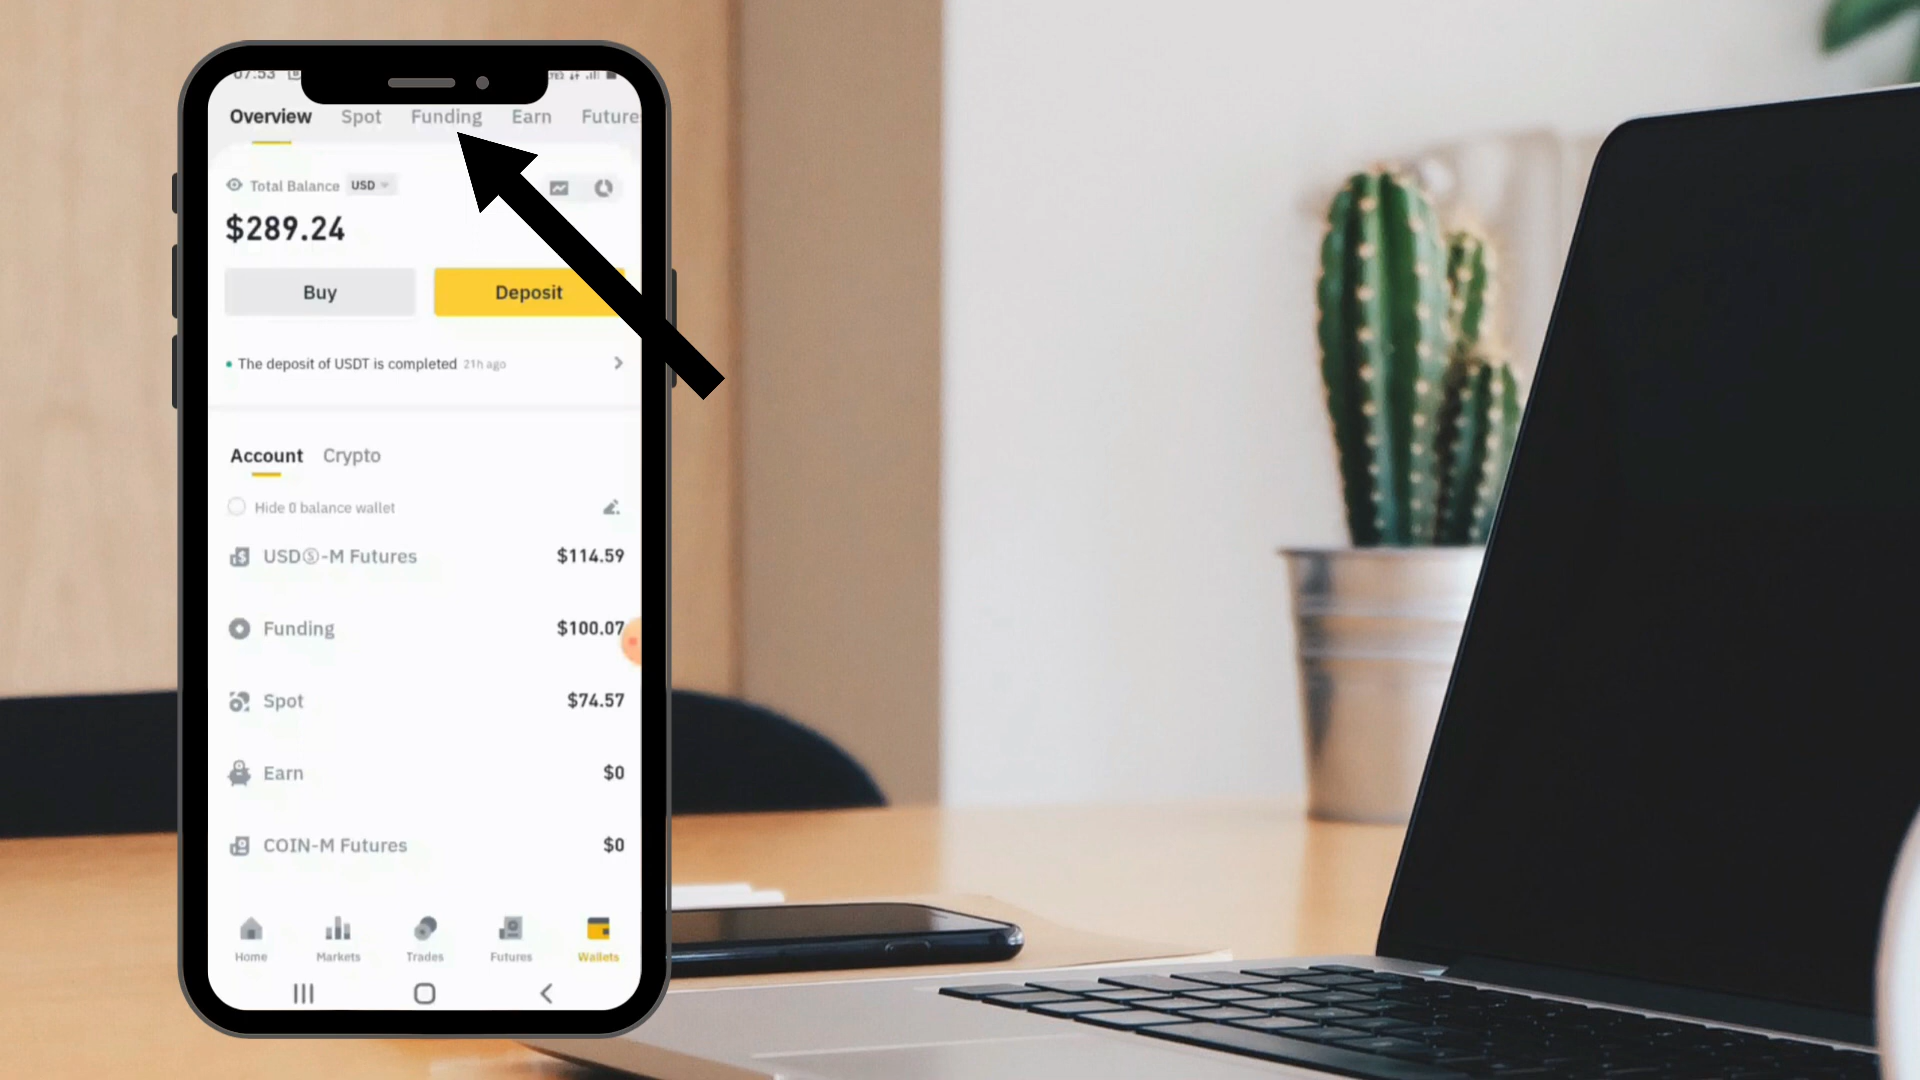 07:53
Overview Spot Funding Earn Future
Total Balance USD
$289.24
Buy Deposit
The deposit of USDT is completed 21h ago
Account Crypto
Hide 0 balance wallet
USDⓈ-M Futures $114.59
Funding $100.07
Spot $74.57
Earn $0
COIN-M Futures $0
Home Markets Trades Futures Wallets